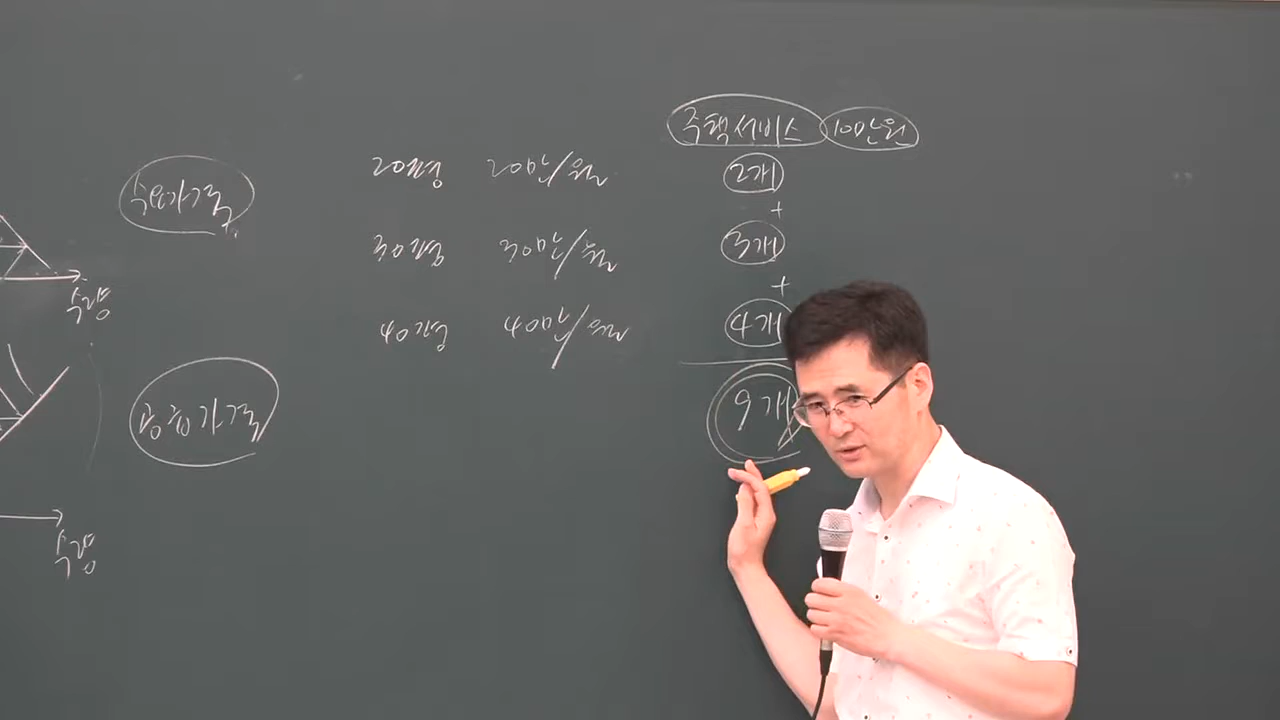 주택서비스 10만원
수요가격 20평 20만/월 2개
+
30평 30만/월 3개
+
수량 40평 40만/월 4개
공급가격 9개
수량